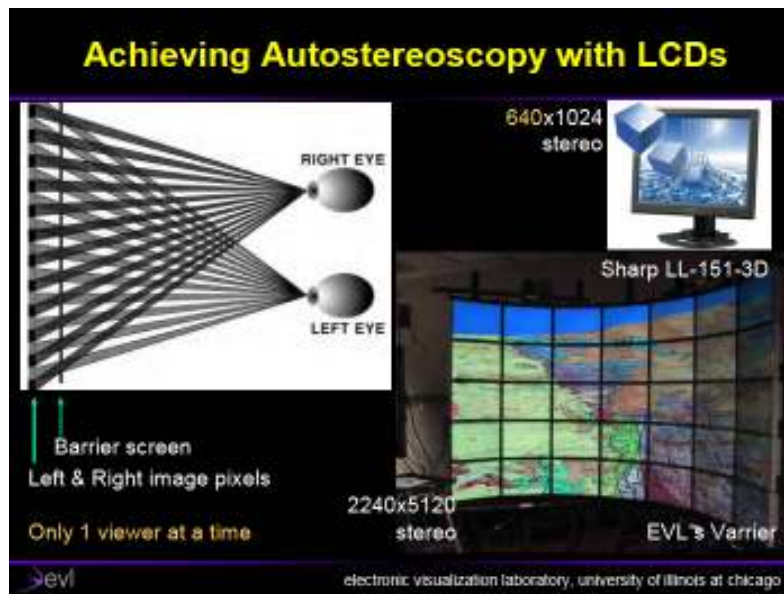 Achieving Autostereoscopy with LCDs
RIGHT EYE
LEFT EYE
640x1024
stereo
Sharp LL-151-3D
Barrier screen
Left & Right image pixels
Only 1 viewer at a time
2240x5120
stereo
EVL's Varrier
evl
electronic visualization laboratory, university of illinois at chicago